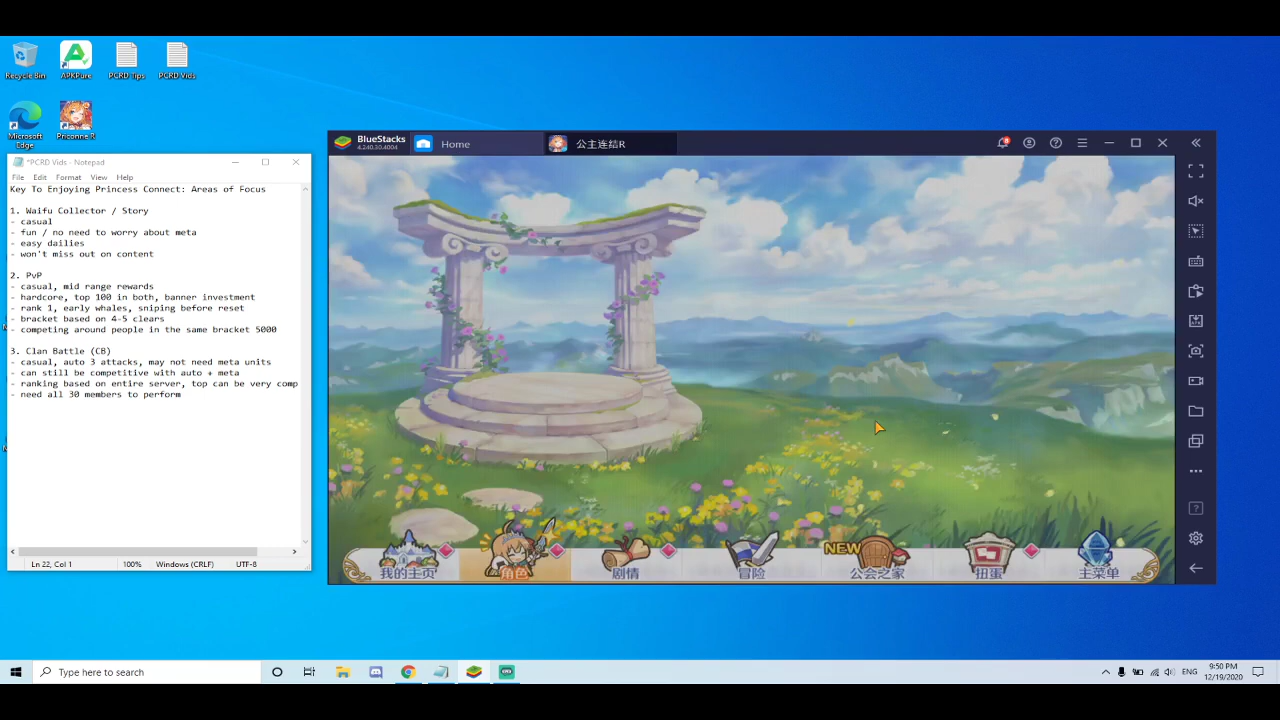 Recycle Bin
APKPure
PCRD Tips
PCRD Vids
Microsoft Edge
Priconne R
*PCRD Vids - Notepad
File Edit Format View Help
Key To Enjoying Princess Connect: Areas of Focus
1. Waifu Collector / Story
- casual
- fun / no need to worry about meta
- easy dailies
- won't miss out on content
2. PvP
- casual, mid range rewards
- hardcore, top 100 in both, banner investment
- rank 1, early whales, sniping before reset
- bracket based on 4-5 clears
- competing around people in the same bracket 5000
3. Clan Battle (CB)
- casual, auto 3 attacks, may not need meta units
- can still be competitive with auto + meta
- ranking based on entire server, top can be very comp
- need all 30 members to perform
Ln 22, Col 1 100% Windows (CRLF) UTF-8
BlueStacks
4.240.30.4004
Home
公主连结R
NEW
我的主页 角色 剧情 冒险 公会之家 扭蛋 主菜单
Type here to search
ENG
9:50 PM
12/19/2020